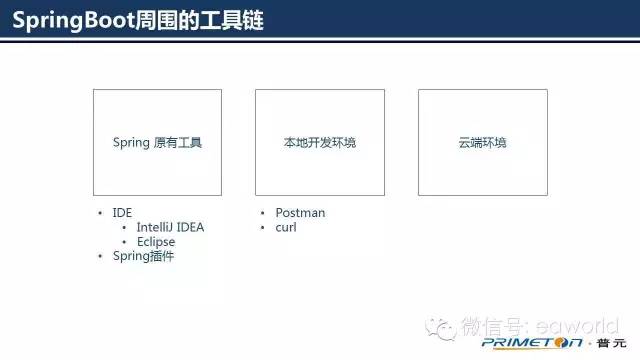 SpringBoot周围的工具链
Spring 原有工具
本地开发环境
云端环境
• IDE
• IntelliJ IDEA
• Eclipse
• Spring插件
• Postman
• curl
微信号: eaworld
PRIMETON·普元